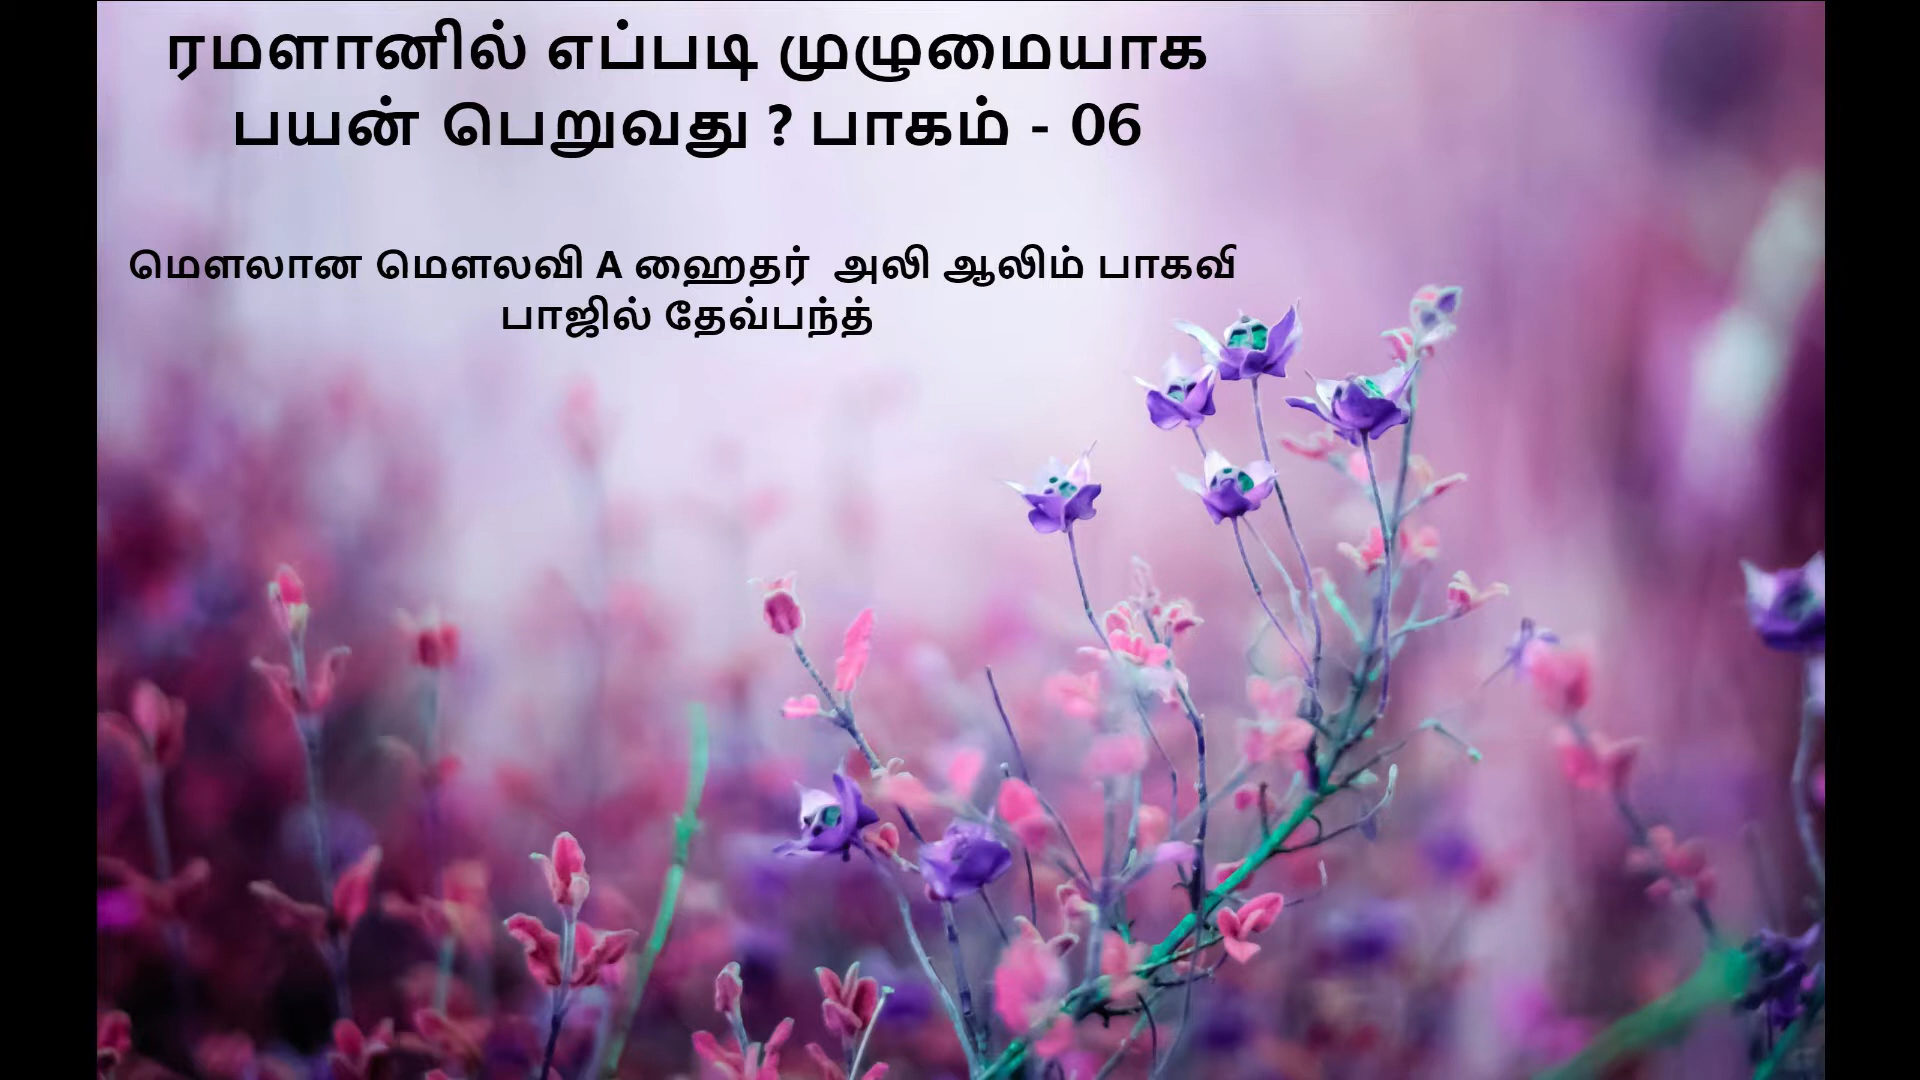 ரமளானில் எப்படி முழுமையாக
பயன் பெறுவது ? பாகம் - 06
மௌலான மௌலவி A ஹைதர் அலி ஆலிம் பாகவி
பாஜில் தேவ்பந்த்